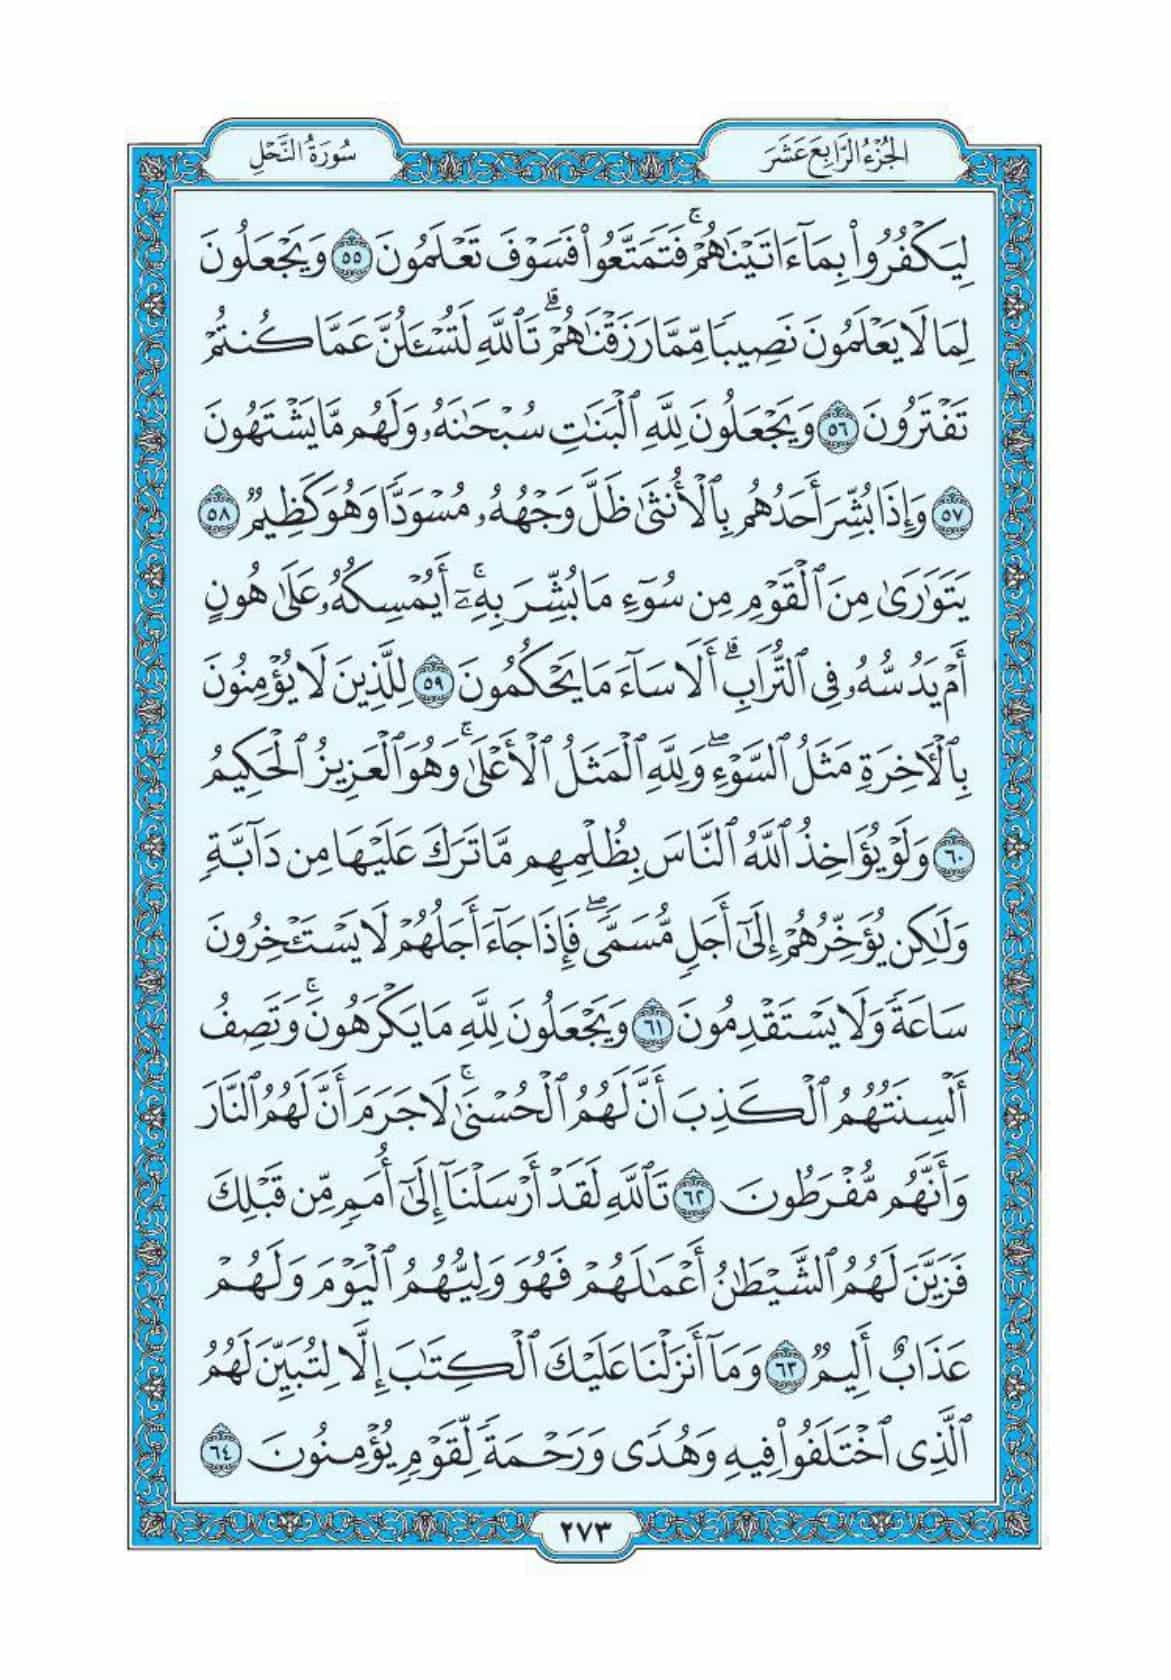 الجُزْءُ الرَّابِعَ عَشَرَ
سُورَةُ النَّحْلِ
لِيَكْفُرُوا۟ بِمَآ ءَاتَيْنَٰهُمْ ۚ فَتَمَتَّعُوا۟ فَسَوْفَ تَعْلَمُونَ ٥٥ وَيَجْعَلُونَ
لِمَا لَا يَعْلَمُونَ نَصِيبًا مِّمَّا رَزَقْنَٰهُمْ ۗ تَٱللَّهِ لَتُسْـَٔلُنَّ عَمَّا كُنتُمْ
تَفْتَرُونَ ٥٦ وَيَجْعَلُونَ لِلَّهِ ٱلْبَنَٰتِ سُبْحَٰنَهُۥ وَلَهُم مَّا يَشْتَهُونَ
٥٧ وَإِذَا بُشِّرَ أَحَدُهُم بِٱلْأُنثَىٰ ظَلَّ وَجْهُهُۥ مُسْوَدًّا وَهُوَ كَظِيمٌ ٥٨
يَتَوَٰرَىٰ مِنَ ٱلْقَوْمِ مِن سُوٓءِ مَا بُشِّرَ بِهِۦٓ ۚ أَيُمْسِكُهُۥ عَلَىٰ هُونٍ
أَمْ يَدُسُّهُۥ فِى ٱلتُّرَابِ ۗ أَلَا سَآءَ مَا يَحْكُمُونَ ٥٩ لِلَّذِينَ لَا يُؤْمِنُونَ
بِٱلْـَٔاخِرَةِ مَثَلُ ٱلسَّوْءِ ۖ وَلِلَّهِ ٱلْمَثَلُ ٱلْأَعْلَىٰ ۚ وَهُوَ ٱلْعَزِيزُ ٱلْحَكِيمُ
٦٠ وَلَوْ يُؤَاخِذُ ٱللَّهُ ٱلنَّاسَ بِظُلْمِهِم مَّا تَرَكَ عَلَيْهَا مِن دَآبَّةٍ
وَلَٰكِن يُؤَخِّرُهُمْ إِلَىٰٓ أَجَلٍ مُّسَمًّى ۖ فَإِذَا جَآءَ أَجَلُهُمْ لَا يَسْتَـْٔخِرُونَ
سَاعَةً وَلَا يَسْتَقْدِمُونَ ٦١ وَيَجْعَلُونَ لِلَّهِ مَا يَكْرَهُونَ ۚ وَتَصِفُ
أَلْسِنَتُهُمُ ٱلْكَذِبَ أَنَّ لَهُمُ ٱلْحُسْنَىٰ ۚ لَا جَرَمَ أَنَّ لَهُمُ ٱلنَّارَ
وَأَنَّهُم مُّفْرَطُونَ ٦٢ تَٱللَّهِ لَقَدْ أَرْسَلْنَآ إِلَىٰٓ أُمَمٍ مِّن قَبْلِكَ
فَزَيَّنَ لَهُمُ ٱلشَّيْطَٰنُ أَعْمَٰلَهُمْ فَهُوَ وَلِيُّهُمُ ٱلْيَوْمَ وَلَهُمْ
عَذَابٌ أَلِيمٌ ٦٣ وَمَآ أَنزَلْنَا عَلَيْكَ ٱلْكِتَٰبَ إِلَّا لِتُبَيِّنَ لَهُمُ
ٱلَّذِى ٱخْتَلَفُوا۟ فِيهِ وَهُدًى وَرَحْمَةً لِّقَوْمٍ يُؤْمِنُونَ ٦٤
٢٧٣